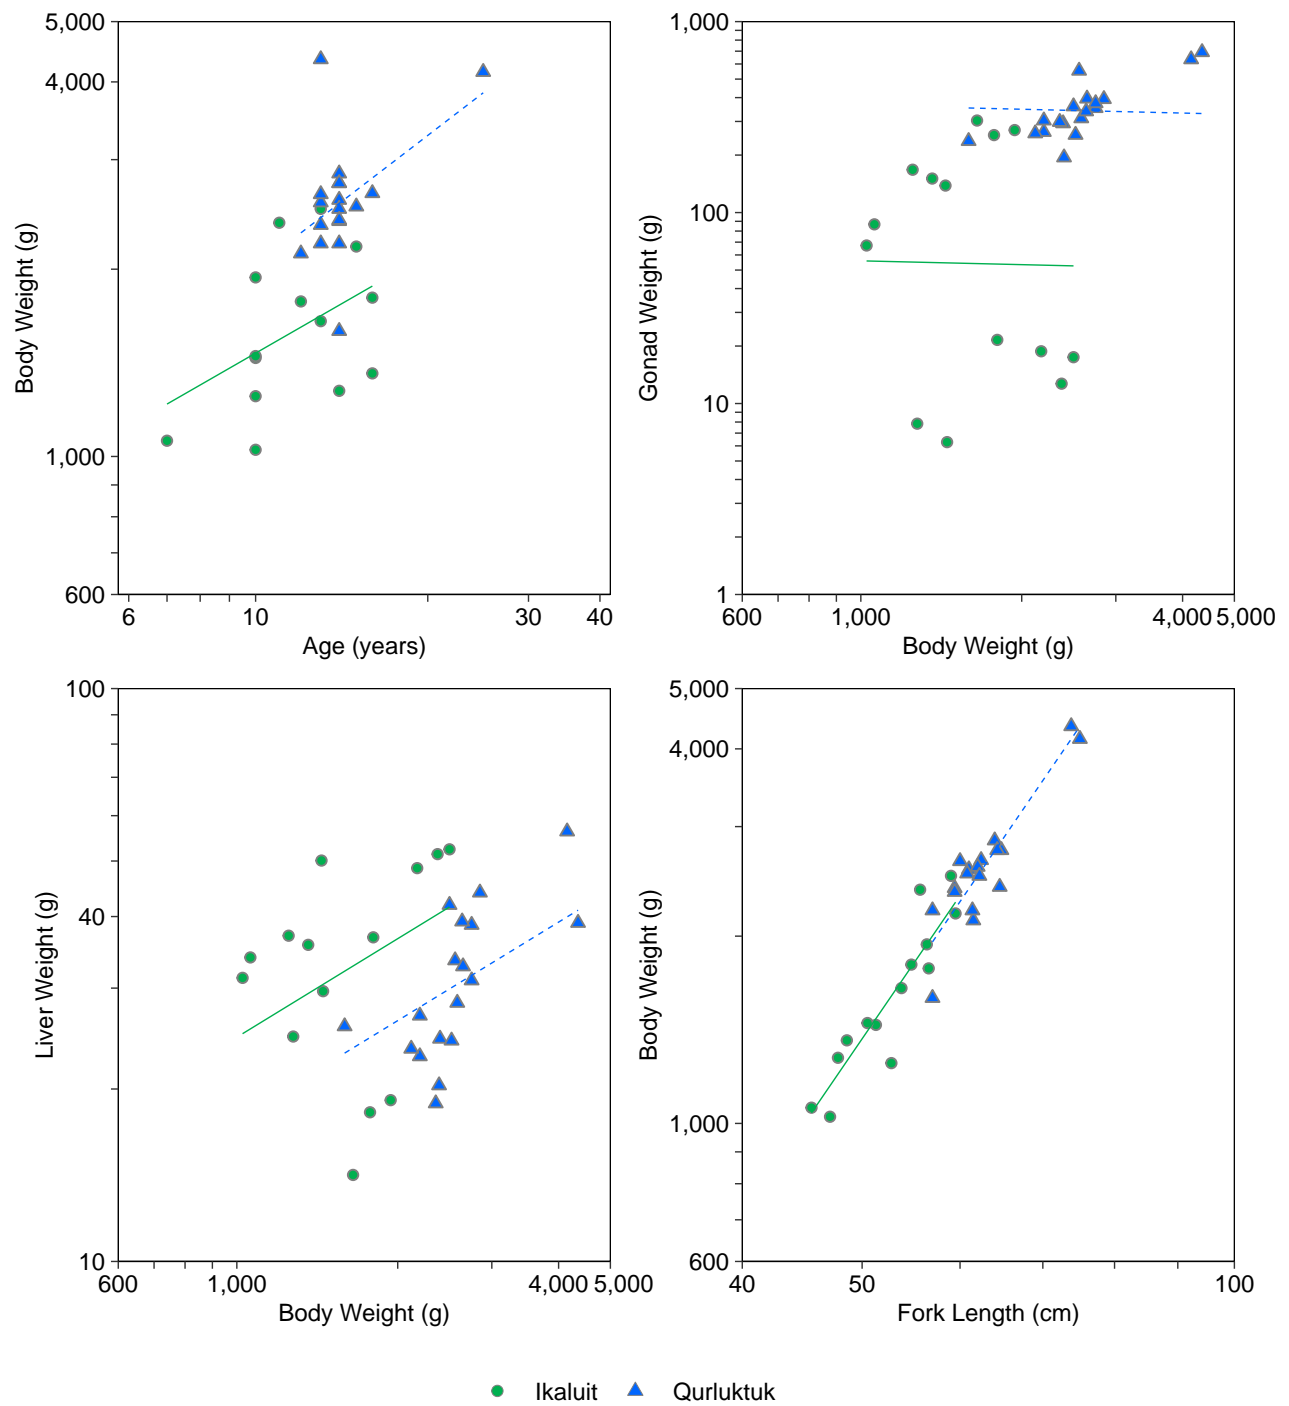 5,000
4,000
1,000
600
Body Weight (g)
6 10 30 40
Age (years)
1,000
100
10
1
Gonad Weight (g)
600 1,000 4,000 5,000
Body Weight (g)
100
40
10
Liver Weight (g)
600 1,000 4,000 5,000
Body Weight (g)
5,000
4,000
1,000
600
Body Weight (g)
40 50 100
Fork Length (cm)
Ikaluit Qurluktuk